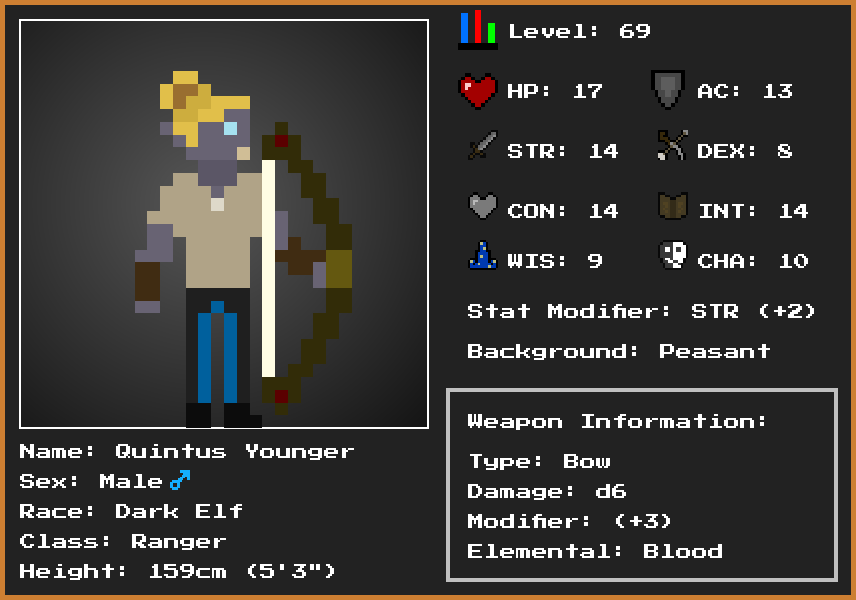 Level: 69
HP: 17 AC: 13
STR: 14 DEX: 8
CON: 14 INT: 14
WIS: 9 CHA: 10
Stat Modifier: STR (+2)
Background: Peasant
Name: Quintus Younger
Sex: Male♂
Race: Dark Elf
Class: Ranger
Height: 159cm (5'3")
Weapon Information:
Type: Bow
Damage: d6
Modifier: (+3)
Elemental: Blood